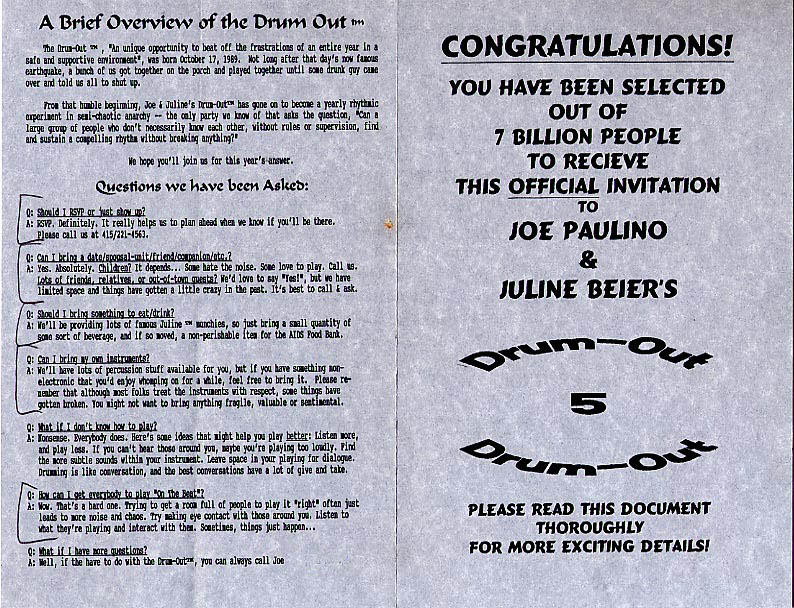 A Brief Overview of the Drum Out ™
The Drum-Out ™ , "An unique opportunity to beat off the frustrations of an entire year in a
safe and supportive environment", was born October 17, 1989. Not long after that day's now famous
earthquake, a bunch of us got together on the porch and played together until some drunk guy came
over and told us all to shut up.
From that humble beginning, Joe & Juline's Drum-Out™ has gone on to become a yearly rhythmic
experiment in semi-chaotic anarchy -- the only party we know of that asks the question, "Can a
large group of people who don't necessarily know each other, without rules or supervision, find
and sustain a compelling rhythm without breaking anything?"
We hope you'll join us for this year's answer.
Questions we have been Asked:
Q: Should I RSVP or just show up?
A: RSVP. Definitely. It really helps us to plan ahead when we know if you'll be there.
Please call us at 415/221-4563.
Q: Can I bring a date/spousal-unit/friend/companion/etc.?
A: Yes. Absolutely. Children? It depends... Some hate the noise. Some love to play. Call us.
Lots of friends, relatives, or out-of-town guests? We'd love to say "Yes!", but we have
limited space and things have gotten a little crazy in the past. It's best to call & ask.
Q: Should I bring something to eat/drink?
A: We'll be providing lots of famous Juline ™ munchies, so just bring a small quantity of
some sort of beverage, and if so moved, a non-perishable item for the AIDS Food Bank.
Q: Can I bring my own instruments?
A: We'll have lots of percussion stuff available for you, but if you have something non-
electronic that you'd enjoy whomping on for a while, feel free to bring it. Please re-
member that although most folks treat the instruments with respect, some things have
gotten broken. You might not want to bring anything fragile, valuable or sentimental.
Q: What if I don't know how to play?
A: Nonsense. Everybody does. Here's some ideas that might help you play better: Listen more,
and play less. If you can't hear those around you, maybe you're playing too loudly. Find
the more subtle sounds within your instrument. Leave space in your playing for dialogue.
Drumming is like conversation, and the best conversations have a lot of give and take.
Q: How can I get everybody to play "On the Beat"?
A: Wow. That's a hard one. Trying to get a room full of people to play it "right" often just
leads to more noise and chaos. Try making eye contact with those around you. Listen to
what they're playing and interact with them. Sometimes, things just happen...
Q: What if I have more questions?
A: Well, if the have to do with the Drum-Out™, you can always call Joe
CONGRATULATIONS!
YOU HAVE BEEN SELECTED
OUT OF
7 BILLION PEOPLE
TO RECIEVE
THIS OFFICIAL INVITATION
TO
JOE PAULINO
&
JULINE BEIER'S
Drum-Out
5
Drum-Out
PLEASE READ THIS DOCUMENT
THOROUGHLY
FOR MORE EXCITING DETAILS!